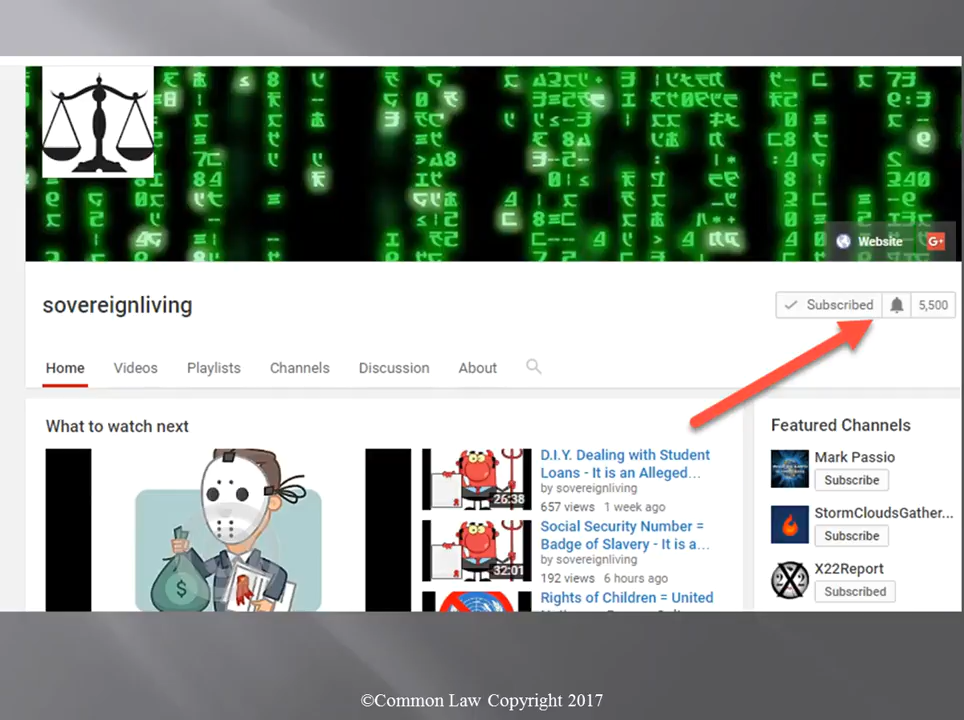 Website
G+
sovereignliving
Subscribed
5,500
Home
Videos
Playlists
Channels
Discussion
About
What to watch next
$
26:38
D.I.Y. Dealing with Student
Loans - It is an Alleged...
by sovereignliving
657 views 1 week ago
32:01
Social Security Number =
Badge of Slavery - It is a...
by sovereignliving
192 views 6 hours ago
Rights of Children = United
Featured Channels
Mark Passio
Subscribe
StormCloudsGather...
Subscribe
X22Report
Subscribed
©Common Law Copyright 2017